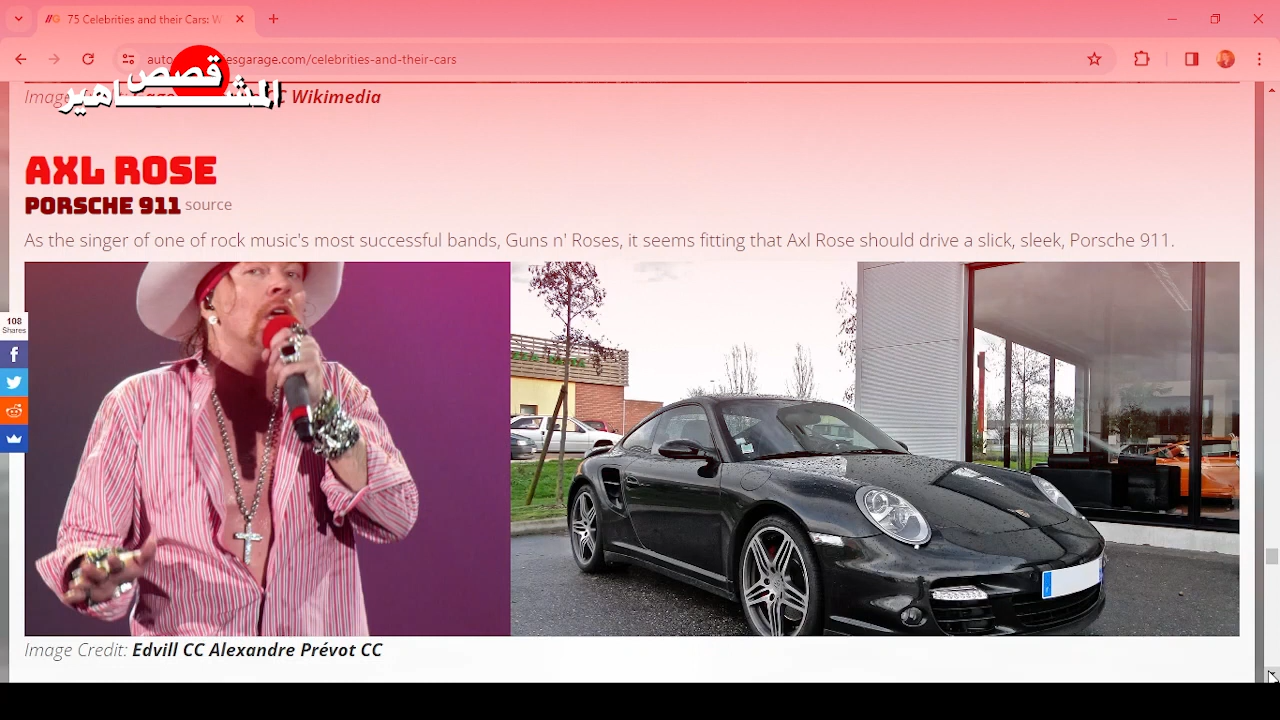 75 Celebrities and their Cars: W
esgarage.com/celebrities-and-their-cars
قصص
المشاهير
C Wikimedia
AXL ROSE
PORSCHE 911 source
As the singer of one of rock music's most successful bands, Guns n' Roses, it seems fitting that Axl Rose should drive a slick, sleek, Porsche 911.
108
Shares
Image Credit: Edvill CC Alexandre Prévot CC